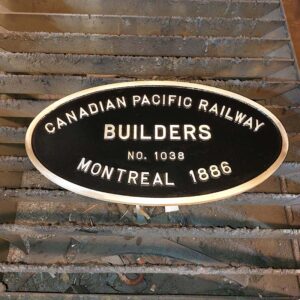 CANADIAN PACIFIC RAILWAY
BUILDERS
NO. 1038
MONTREAL 1886